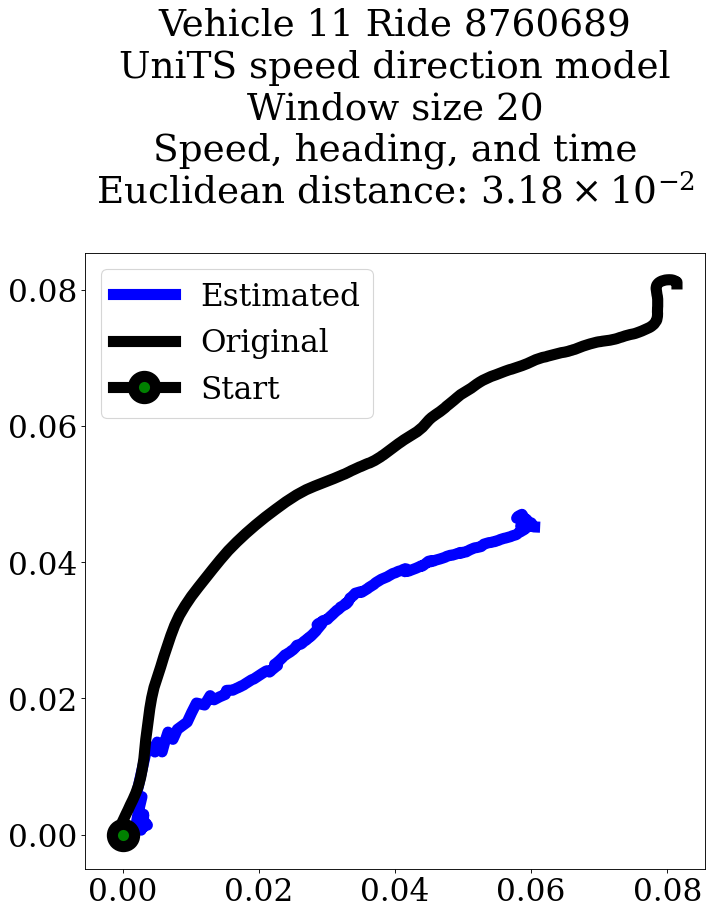 Vehicle 11 Ride 8760689
UniTS speed direction model
Window size 20
Speed, heading, and time
Euclidean distance: 3.18 × 10⁻²
Estimated
Original
Start
0.08
0.06
0.04
0.02
0.00
0.00 0.02 0.04 0.06 0.08